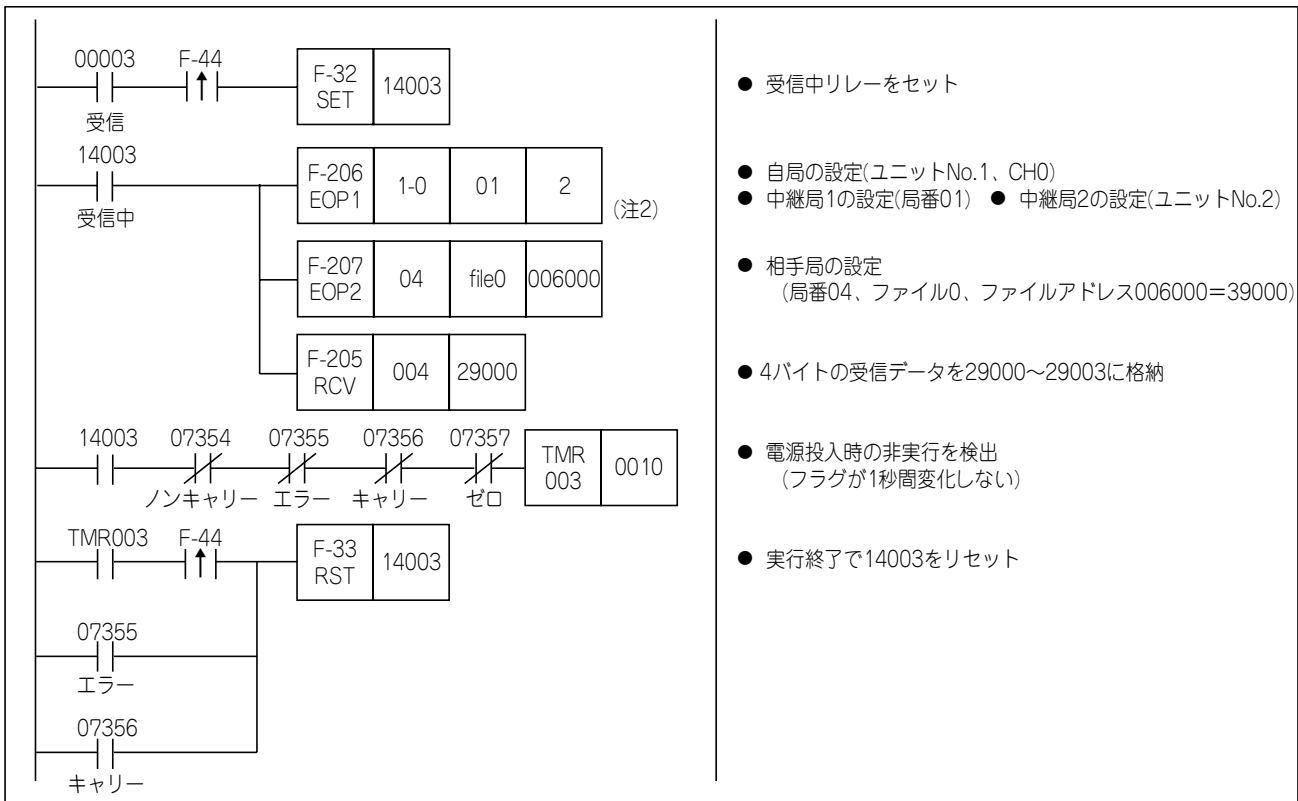 00003 F-44
F-32 SET 14003
受信
● 受信中リレーをセット
14003
受信中
F-206 EOP1 1-0 01 2
(注2)
● 自局の設定(ユニットNo.1、CH0)
● 中継局1の設定(局番01) ● 中継局2の設定(ユニットNo.2)
F-207 EOP2 04 file0 006000
● 相手局の設定
(局番04、ファイル0、ファイルアドレス006000=39000)
F-205 RCV 004 29000
● 4バイトの受信データを29000〜29003に格納
14003 07354 07355 07356 07357
TMR 003 0010
ノンキャリー エラー キャリー ゼロ
● 電源投入時の非実行を検出
(フラグが1秒間変化しない)
TMR003 F-44
F-33 RST 14003
● 実行終了で14003をリセット
07355
エラー
07356
キャリー